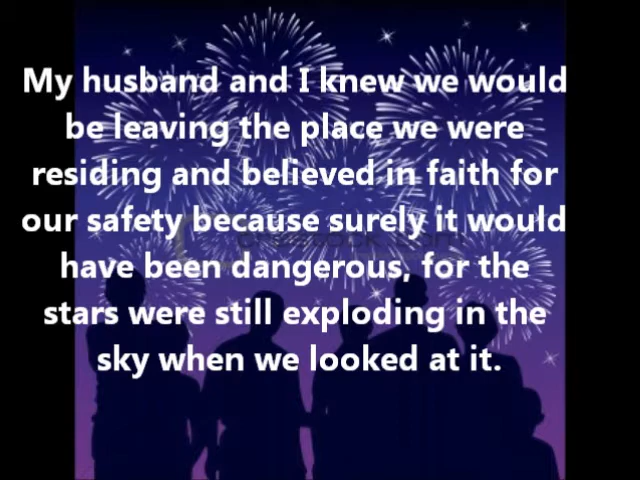 My husband and I knew we would
be leaving the place we were
residing and believed in faith for
our safety because surely it would
have been dangerous, for the
stars were still exploding in the
sky when we looked at it.